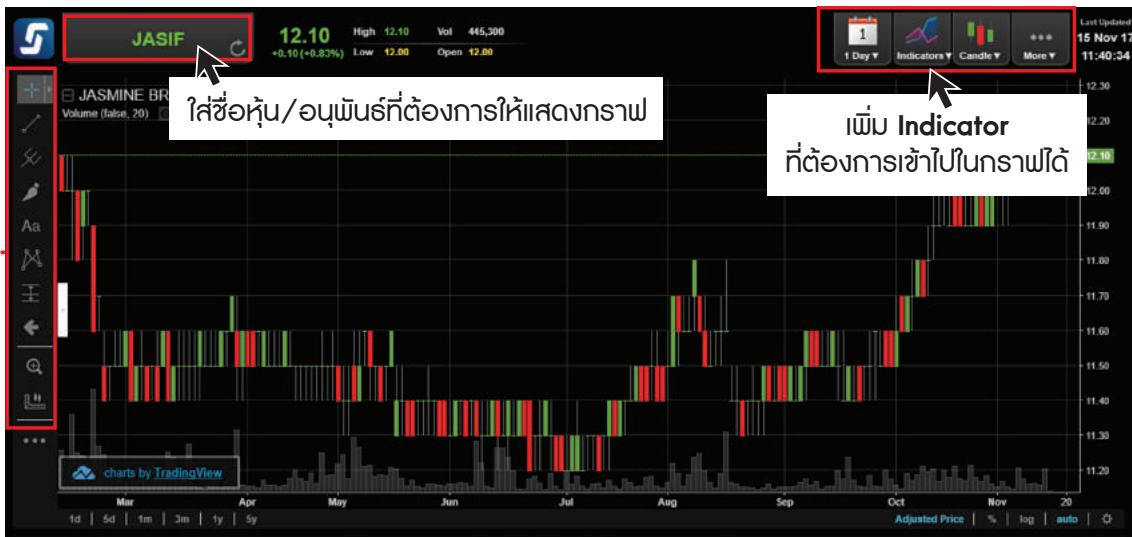 JASIF
12.10
+0.10 (+0.83%)
High 12.10 Vol 445,300
Low 12.00 Open 12.00
1
1 Day ▼ Indicators ▼ Candle ▼ More ▼
Last Updated
15 Nov 17
11:40:34
ใส่ชื่อหุ้น/อนุพันธ์ที่ต้องการให้แสดงกราฟ
เพิ่ม Indicator
ที่ต้องการเข้าไปในกราฟได้
JASMINE BR
Volume (false, 20)
Aa
12.30
12.20
12.10
12.00
11.90
11.80
11.70
11.60
11.50
11.40
11.30
11.20
charts by TradingView
Mar Apr May Jun Jul Aug Sep Oct Nov 20
1d | 5d | 1m | 3m | 1y | 5y
Adjusted Price | % | log | auto